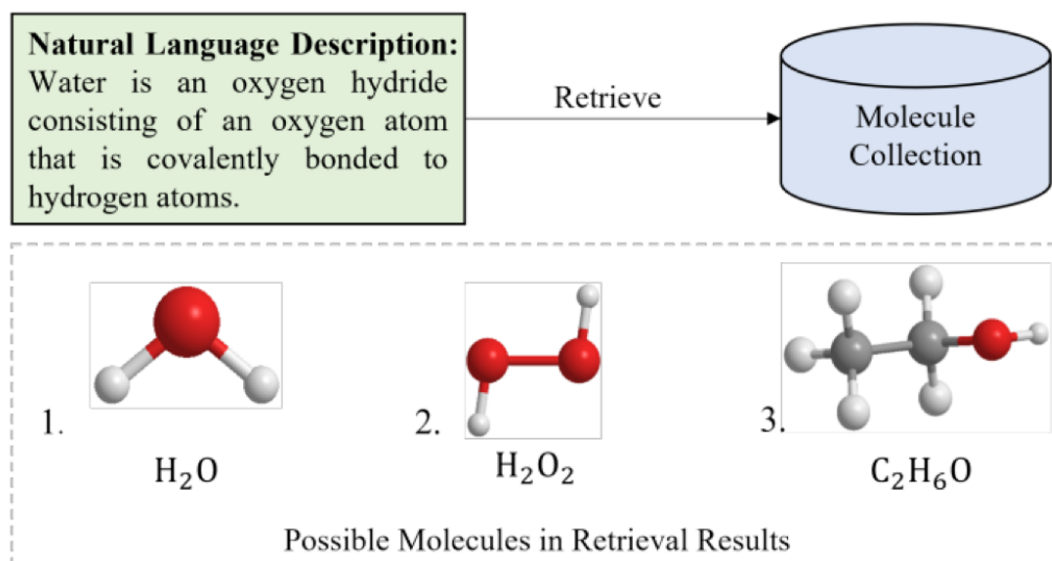 Natural Language Description:
Water is an oxygen hydride
consisting of an oxygen atom
that is covalently bonded to
hydrogen atoms.
Retrieve
Molecule
Collection
1.
H₂O
2.
H₂O₂
3.
C₂H₆O
Possible Molecules in Retrieval Results